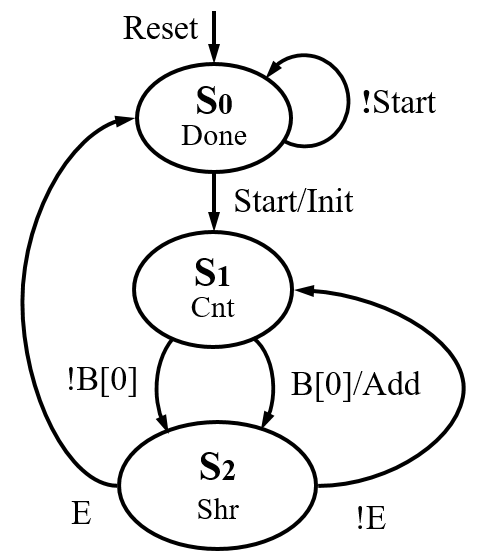 Reset
S0
Done
!Start
Start/Init
S1
Cnt
!B[0]
B[0]/Add
S2
Shr
E
!E